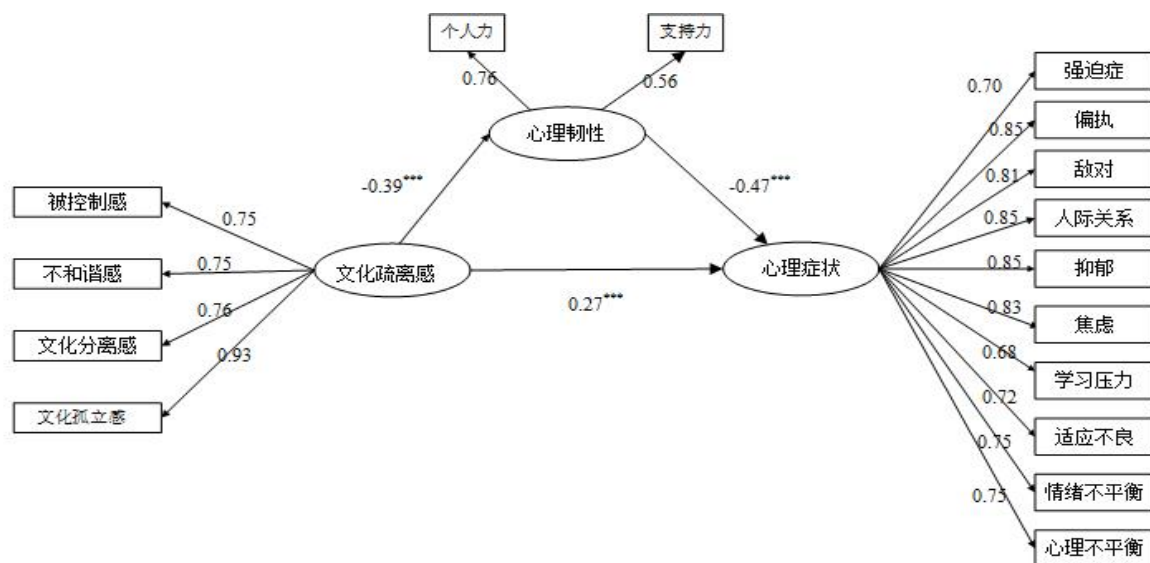 个人力
支持力
0.76
0.56
心理韧性
-0.39***
-0.47***
被控制感
不和谐感
文化分离感
文化孤立感
0.75
0.75
0.76
0.93
文化疏离感
0.27***
心理症状
0.70
0.85
0.81
0.85
0.85
0.83
0.68
0.72
0.75
0.75
强迫症
偏执
敌对
人际关系
抑郁
焦虑
学习压力
适应不良
情绪不平衡
心理不平衡